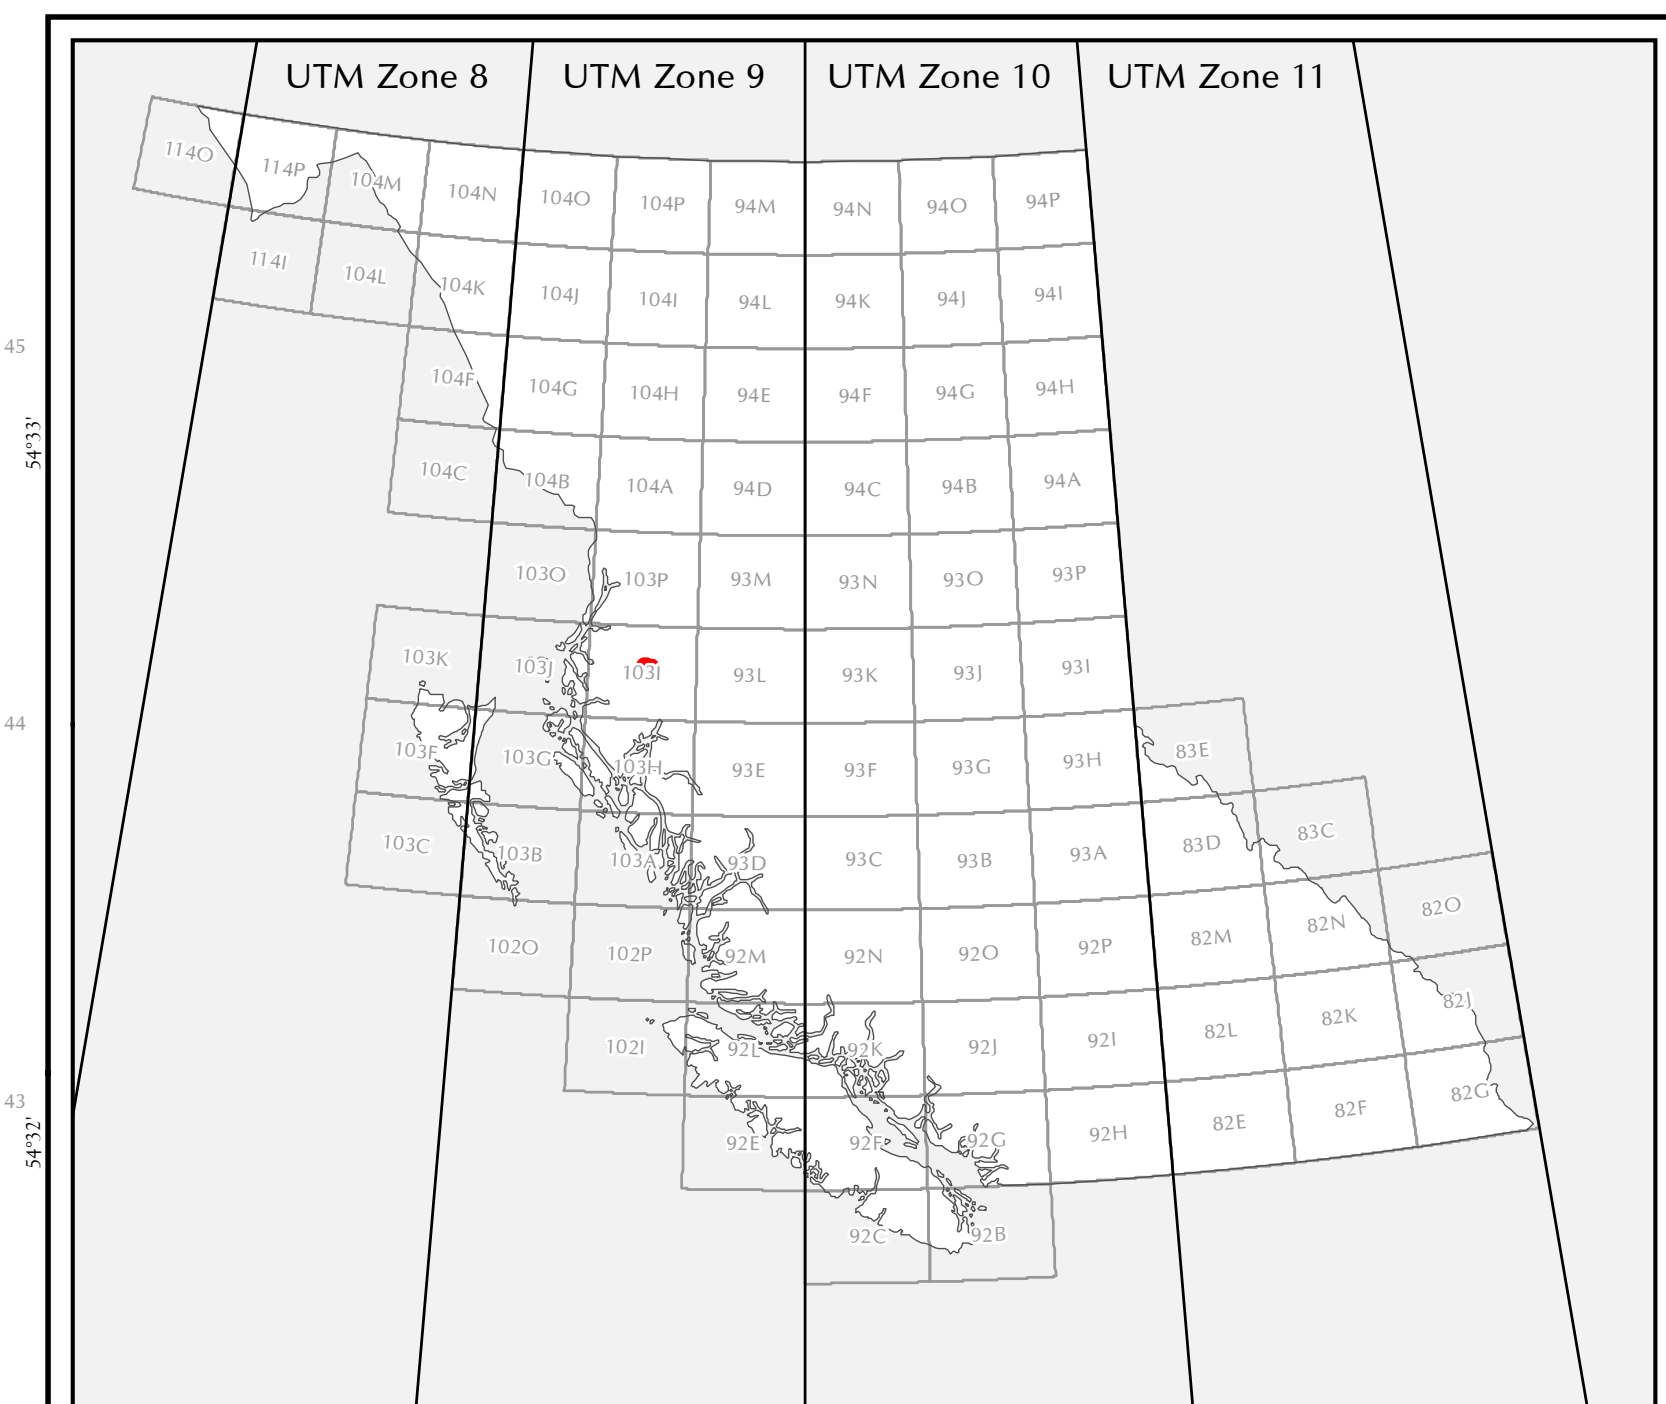 UTM Zone 8 UTM Zone 9 UTM Zone 10 UTM Zone 11
114O 114P 104M 104N 104O 104P 94M 94N 94O 94P
114I 104L 104K 104J 104I 94L 94K 94J 94I
45
104F 104G 104H 94E 94F 94G 94H
54°33'
104C 104B 104A 94D 94C 94B 94A
103O 103P 93M 93N 93O 93P
103K 103J 103I 93L 93K 93J 93I
44
103F 103G 103H 93E 93F 93G 93H 83E
103C 103B 103A 93D 93C 93B 93A 83D 83C
102O 102P 92M 92N 92O 92P 82M 82N 82O
102I 92L 92K 92J 92I 82L 82K 82J
43
54°32'
92E 92F 92G 92H 82E 82F 82G
92C 92B